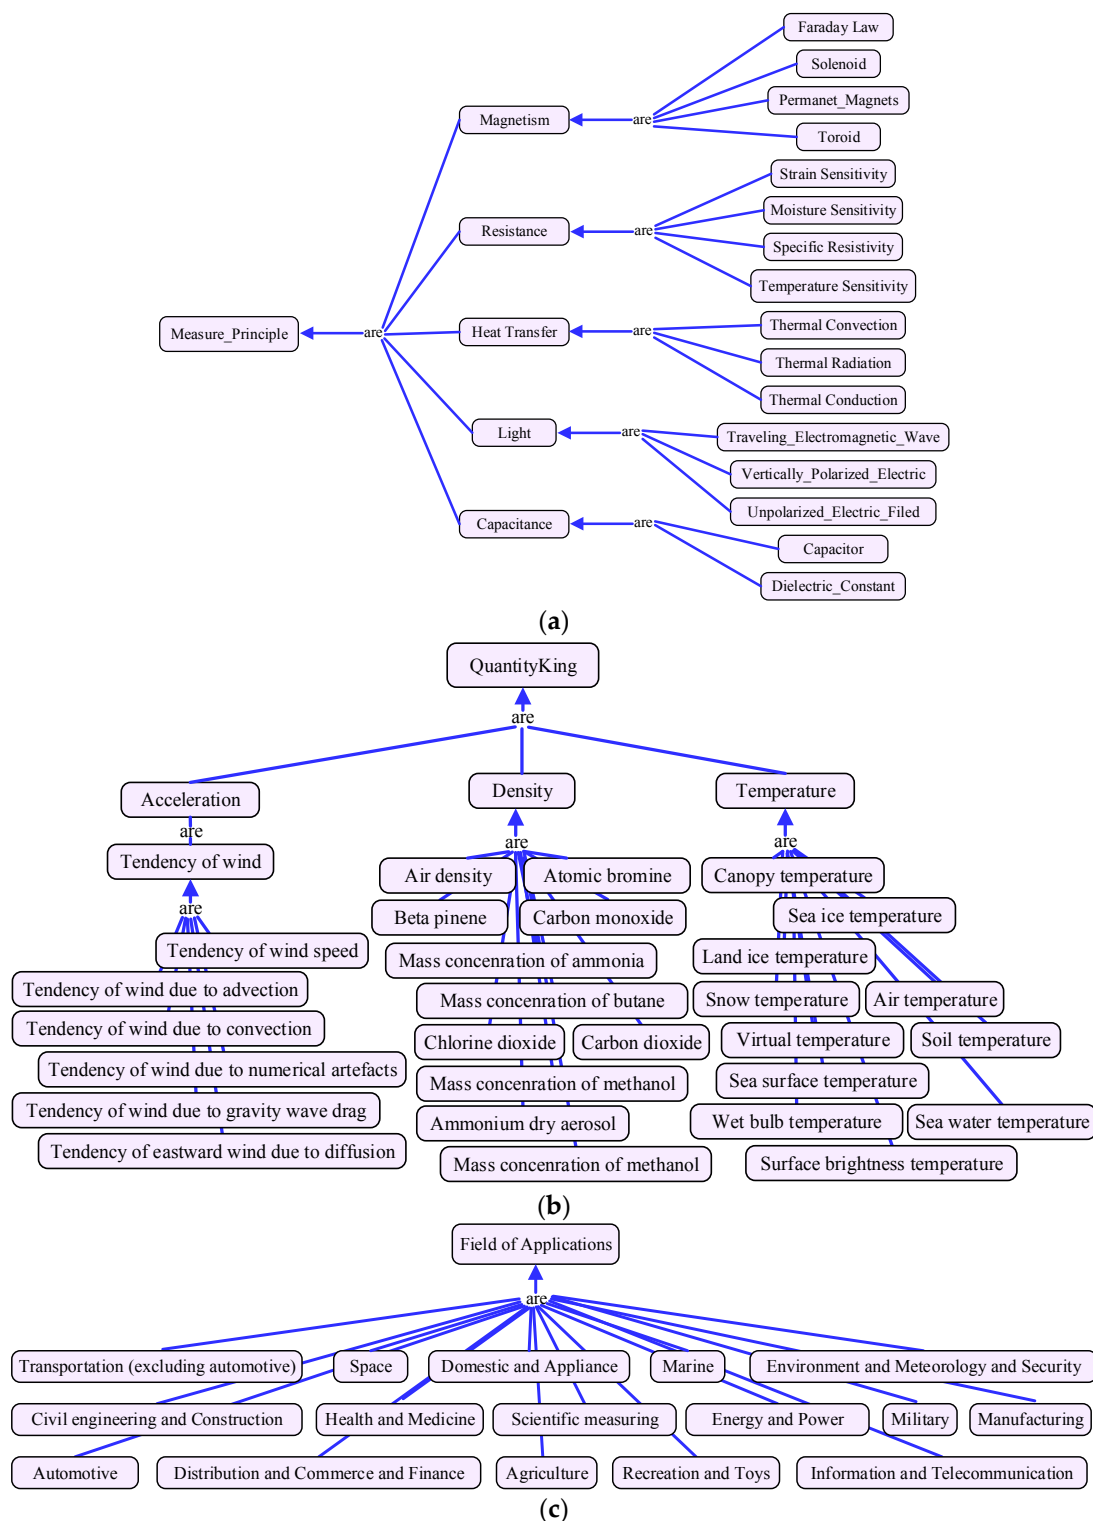 Faraday Law
Solenoid
Permanet_Magnets
Magnetism
are
Toroid
Strain Sensitivity
Moisture Sensitivity
Resistance
are
Specific Resistivity
Temperature Sensitivity
Measure_Principle
are
Heat Transfer
are
Thermal Convection
Thermal Radiation
Thermal Conduction
Light
are
Traveling_Electromagnetic_Wave
Vertically_Polarized_Electric
Unpolarized_Electric_Filed
Capacitance
are
Capacitor
Dielectric_Constant
(a)
QuantityKing
are
Acceleration
Density
Temperature
are
are
are
Tendency of wind
Air density
Atomic bromine
Canopy temperature
are
Beta pinene
Carbon monoxide
Sea ice temperature
Tendency of wind speed
Mass concenration of ammonia
Land ice temperature
Tendency of wind due to advection
Mass concenration of butane
Snow temperature
Air temperature
Tendency of wind due to convection
Chlorine dioxide
Carbon dioxide
Virtual temperature
Soil temperature
Tendency of wind due to numerical artefacts
Mass concenration of methanol
Sea surface temperature
Tendency of wind due to gravity wave drag
Ammonium dry aerosol
Wet bulb temperature
Sea water temperature
Tendency of eastward wind due to diffusion
Mass concenration of methanol
Surface brightness temperature
(b)
Field of Applications
are
Transportation (excluding automotive)
Space
Domestic and Appliance
Marine
Environment and Meteorology and Security
Civil engineering and Construction
Health and Medicine
Scientific measuring
Energy and Power
Military
Manufacturing
Automotive
Distribution and Commerce and Finance
Agriculture
Recreation and Toys
Information and Telecommunication
(c)